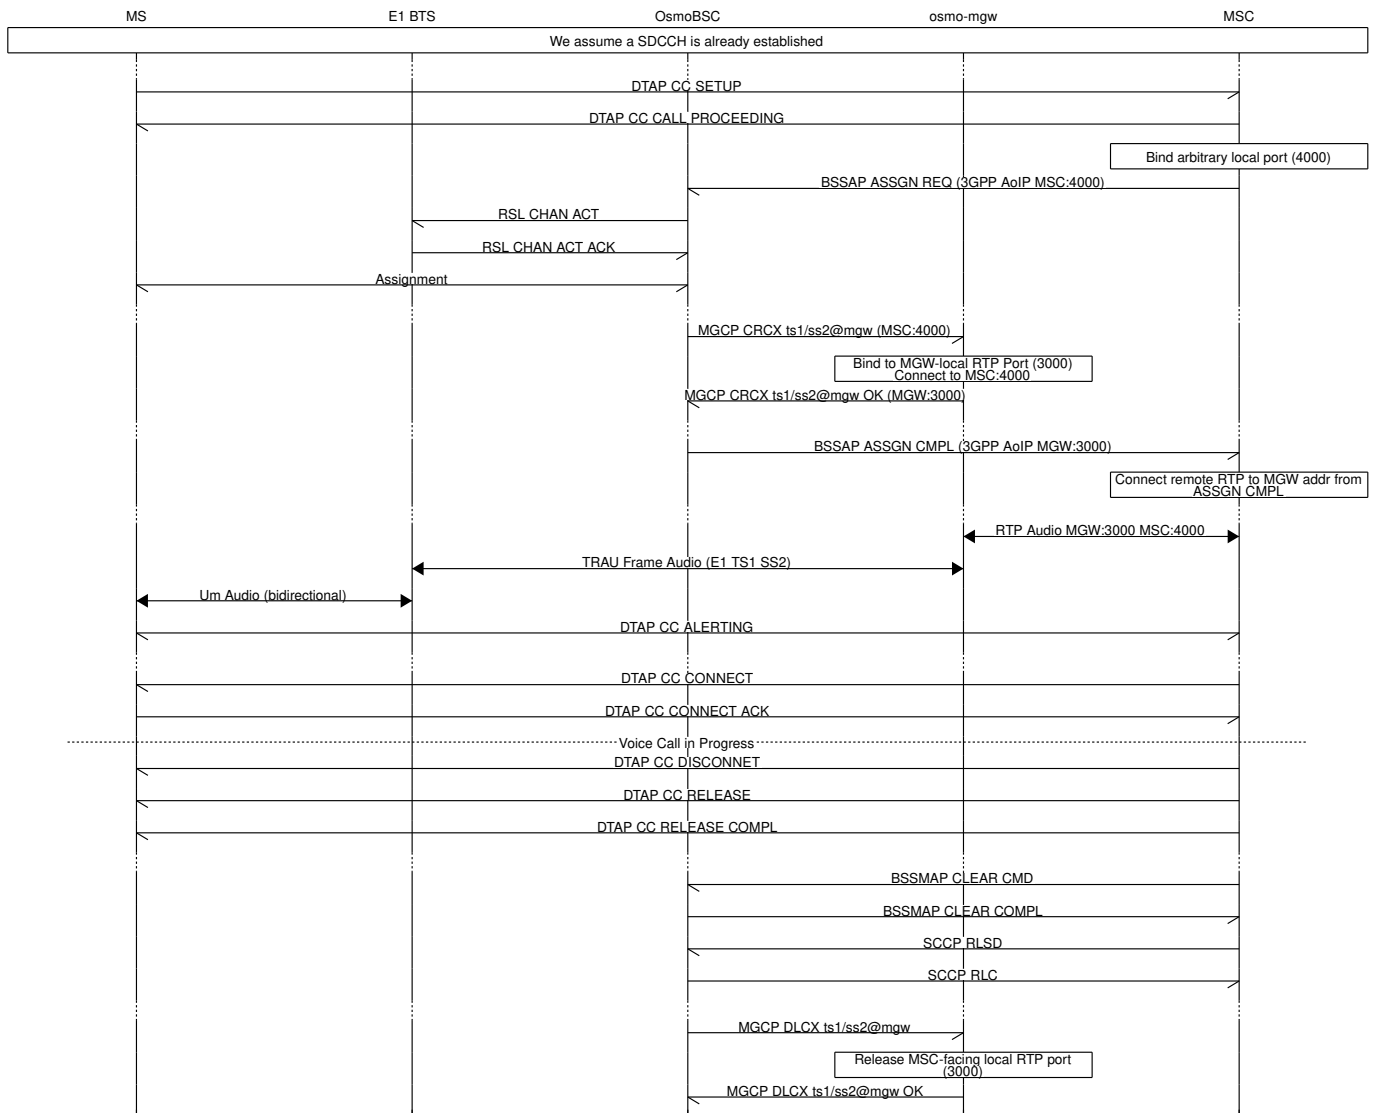 MS E1 BTS OsmoBSC osmo-mgw MSC
We assume a SDCCH is already established
DTAP CC SETUP
DTAP CC CALL PROCEEDING
Bind arbitrary local port (4000)
BSSAP ASSGN REQ (3GPP AoIP MSC:4000)
RSL CHAN ACT
RSL CHAN ACT ACK
Assignment
MGCP CRCX ts1/ss2@mgw (MSC:4000)
Bind to MGW-local RTP Port (3000)
Connect to MSC:4000
MGCP CRCX ts1/ss2@mgw OK (MGW:3000)
BSSAP ASSGN CMPL (3GPP AoIP MGW:3000)
Connect remote RTP to MGW addr from
ASSGN CMPL
RTP Audio MGW:3000 MSC:4000
TRAU Frame Audio (E1 TS1 SS2)
Um Audio (bidirectional)
DTAP CC ALERTING
DTAP CC CONNECT
DTAP CC CONNECT ACK
Voice Call in Progress
DTAP CC DISCONNET
DTAP CC RELEASE
DTAP CC RELEASE COMPL
BSSMAP CLEAR CMD
BSSMAP CLEAR COMPL
SCCP RLSD
SCCP RLC
MGCP DLCX ts1/ss2@mgw
Release MSC-facing local RTP port
(3000)
MGCP DLCX ts1/ss2@mgw OK